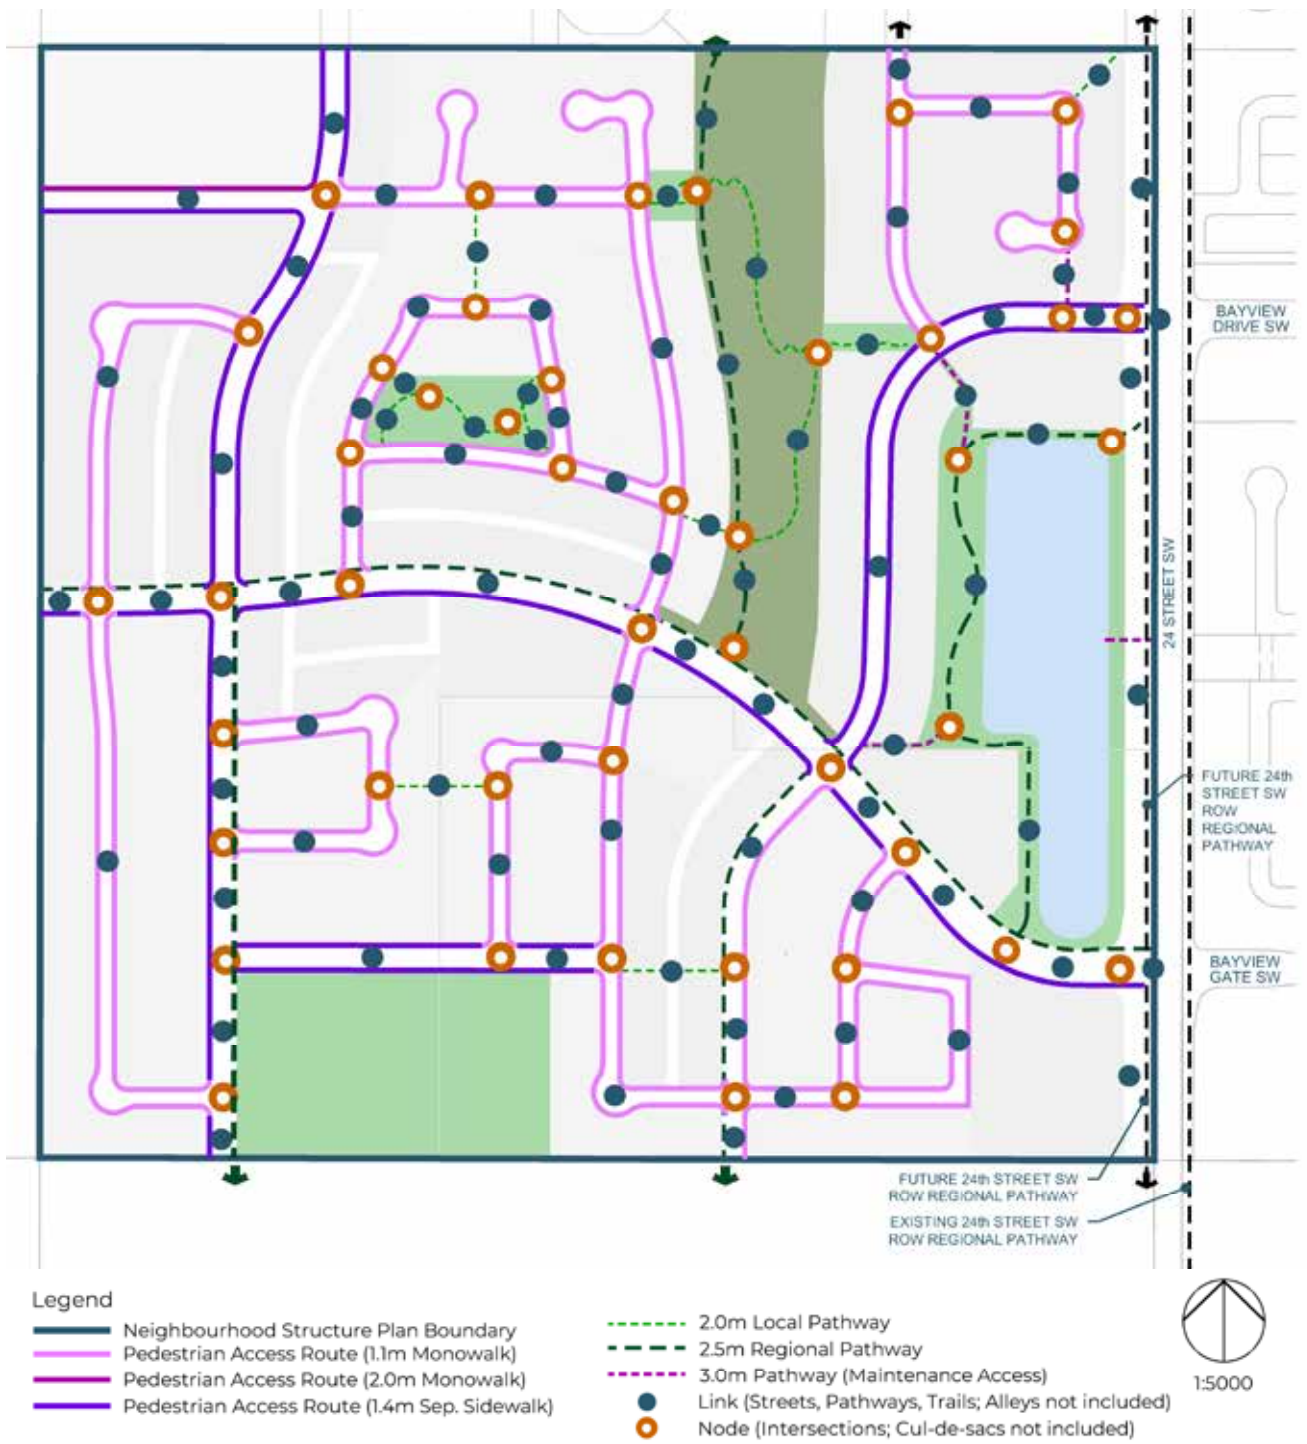 BAYVIEW
DRIVE SW
24 STREET SW
FUTURE 24th
STREET SW
ROW
REGIONAL
PATHWAY
BAYVIEW
GATE SW
FUTURE 24th STREET SW
ROW REGIONAL PATHWAY
EXISTING 24th STREET SW
ROW REGIONAL PATHWAY
Legend
Neighbourhood Structure Plan Boundary
Pedestrian Access Route (1.1m Monowalk)
Pedestrian Access Route (2.0m Monowalk)
Pedestrian Access Route (1.4m Sep. Sidewalk)
2.0m Local Pathway
2.5m Regional Pathway
3.0m Pathway (Maintenance Access)
Link (Streets, Pathways, Trails; Alleys not included)
Node (Intersections; Cul-de-sacs not included)
1:5000